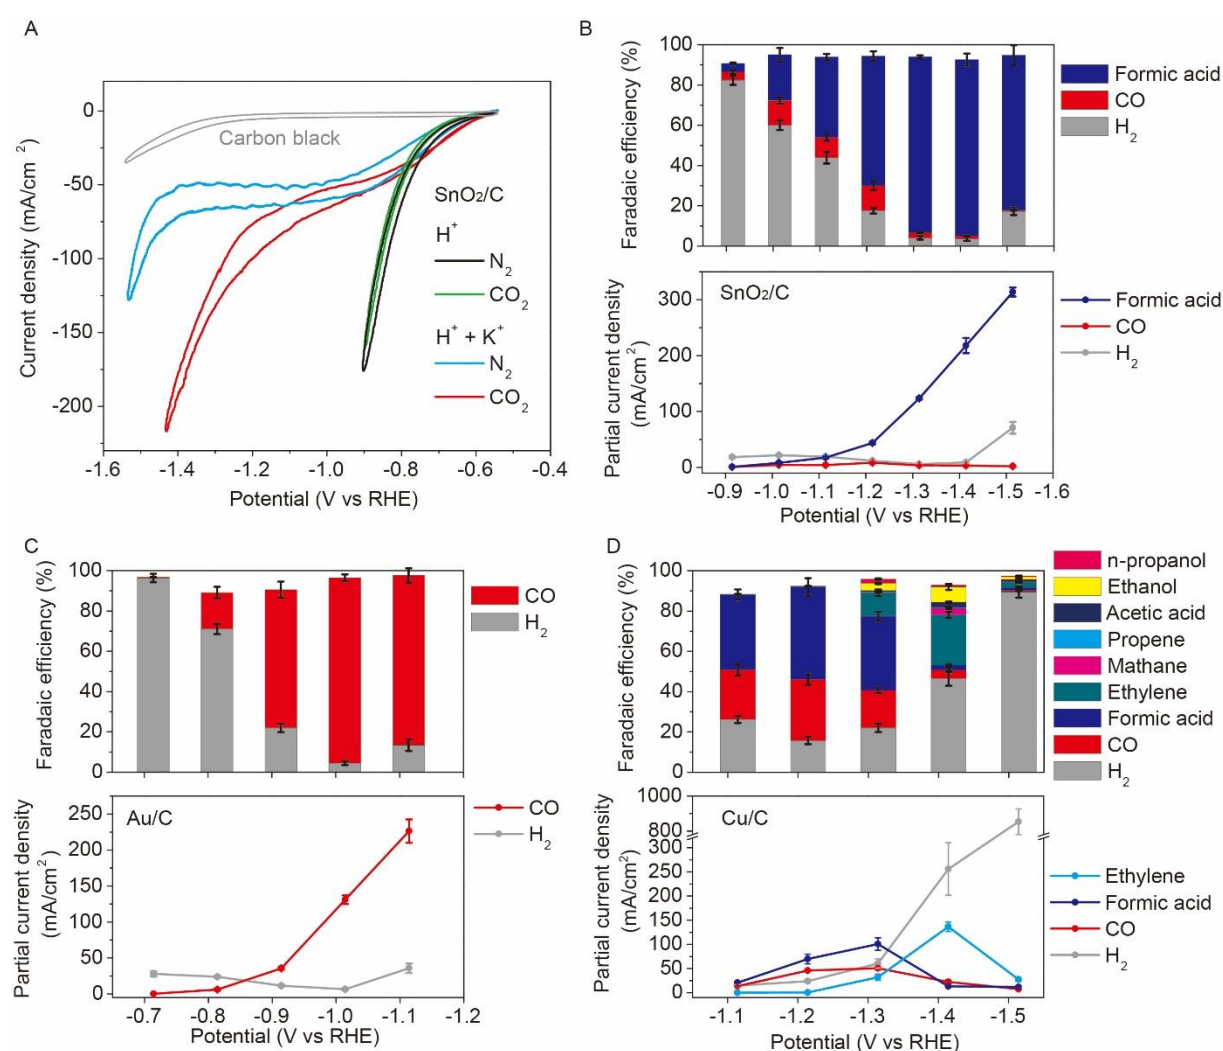 A
0
-50
-100
-150
-200
Current density (mA/cm²)
Carbon black
SnO₂/C
H⁺
N₂
CO₂
H⁺ + K⁺
N₂
CO₂
-1.6 -1.4 -1.2 -1.0 -0.8 -0.6 -0.4
Potential (V vs RHE)
B
100
80
60
40
20
0
Faradaic efficiency (%)
Formic acid
CO
H₂
300
200
100
0
Partial current density
(mA/cm²)
SnO₂/C
Formic acid
CO
H₂
-0.9 -1.0 -1.1 -1.2 -1.3 -1.4 -1.5 -1.6
Potential (V vs RHE)
C
100
80
60
40
20
0
Faradaic efficiency (%)
CO
H₂
250
200
150
100
50
0
Partial current density
(mA/cm²)
Au/C
CO
H₂
-0.7 -0.8 -0.9 -1.0 -1.1 -1.2
Potential (V vs RHE)
D
100
80
60
40
20
0
Faradaic efficiency (%)
n-propanol
Ethanol
Acetic acid
Propene
Mathane
Ethylene
Formic acid
CO
H₂
1000
800
300
250
200
150
100
50
0
Partial current density
(mA/cm²)
Cu/C
Ethylene
Formic acid
CO
H₂
-1.1 -1.2 -1.3 -1.4 -1.5
Potential (V vs RHE)